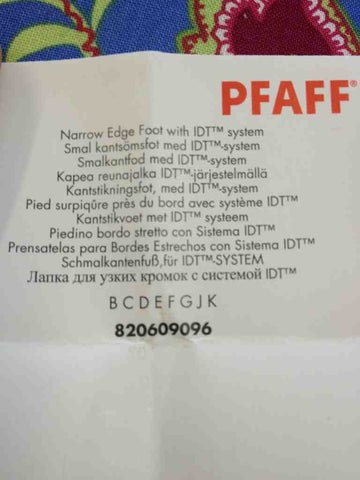 PFAFF®
Narrow Edge Foot with IDT™ system
Smal kantsömsfot med IDT™-system
Smalkantfod med IDT™-system
Kapea reunajalka IDT™-järjestelmällä
Kantstikningsfot, med IDT™-system
Pied surpiqûre près du bord avec système IDT™
Kantstikvoet met IDT™ systeem
Piedino bordo stretto con Sistema IDT™
Prensatelas para Bordes Estrechos con Sistema IDT™
Schmalkantenfuß, für IDT™-SYSTEM
Лапка для узких кромок с системой IDT™
B C D E F G J K
820609096